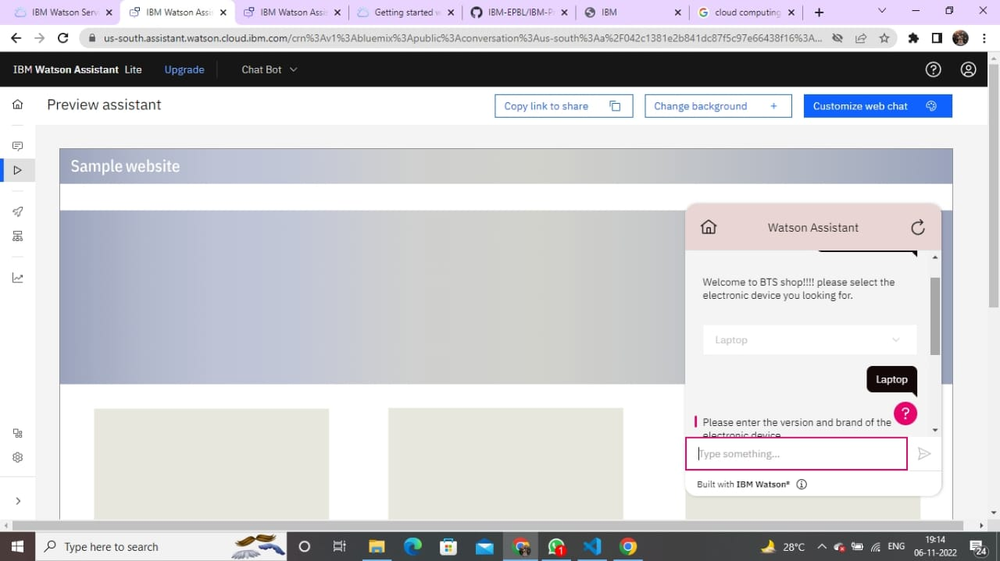 IBM Watson Serv
IBM Watson Assis
IBM Watson Assis
Getting started w
IBM-EPBL/IBM-Pr
IBM
cloud computing
us-south.assistant.watson.cloud.ibm.com/crn%3Av1%3Abluemix%3Apublic%3Aconversation%3Aus-south%3Aa%2F042c1381e2b841dc87f5c97e66438f16%3A...
IBM Watson Assistant Lite
Upgrade
Chat Bot
Preview assistant
Copy link to share
Change background +
Customize web chat
Sample website
Watson Assistant
Welcome to BTS shop!!!! please select the
electronic device you looking for.
Laptop
Laptop
?
Please enter the version and brand of the
electronic device
Type something...
Built with IBM Watson®
Type here to search
1
28°C
ENG
19:14
06-11-2022
24